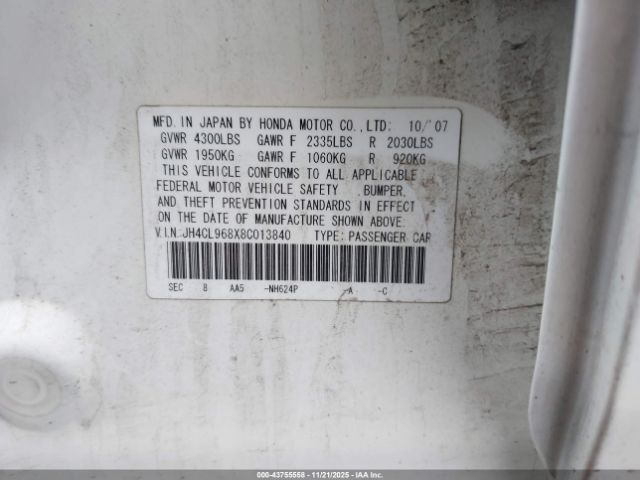 MFD. IN JAPAN BY HONDA MOTOR CO., LTD: 10/'07
GVWR 4300LBS GAWR F 2335LBS R 2030LBS
GVWR 1950KG GAWR F 1060KG R 920KG
THIS VEHICLE CONFORMS TO ALL APPLICABLE
FEDERAL MOTOR VEHICLE SAFETY ,BUMPER,
AND THEFT PREVENTION STANDARDS IN EFFECT
ON THE DATE OF MANUFACTURE SHOWN ABOVE.
V.I.N:JH4CL968X8C013840 TYPE: PASSENGER CAR
SEC 8 AA5 -NH624P -A -C
000-43755558 - 11/21/2025 - IAA Corp.